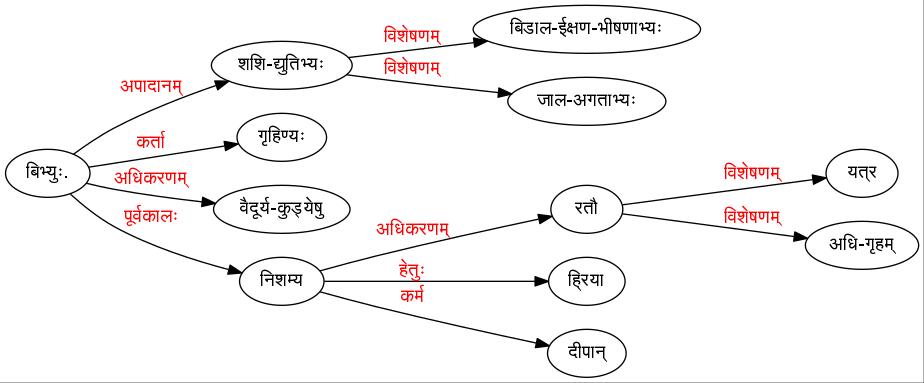 बिडाल-ईक्षण-भीषणाभ्यः
विशेषणम्
शशि-द्युतिभ्यः
विशेषणम्
अपादानम्
जाल-अगताभ्यः
कर्ता
गृहिण्यः
बिभ्युः.
अधिकरणम्
विशेषणम्
यत्र
वैदूर्य-कुड्येषु
रतौ
पूर्वकालः
अधिकरणम्
विशेषणम्
अधि-गृहम्
निशम्य
हेतुः
ह्रिया
कर्म
दीपान्